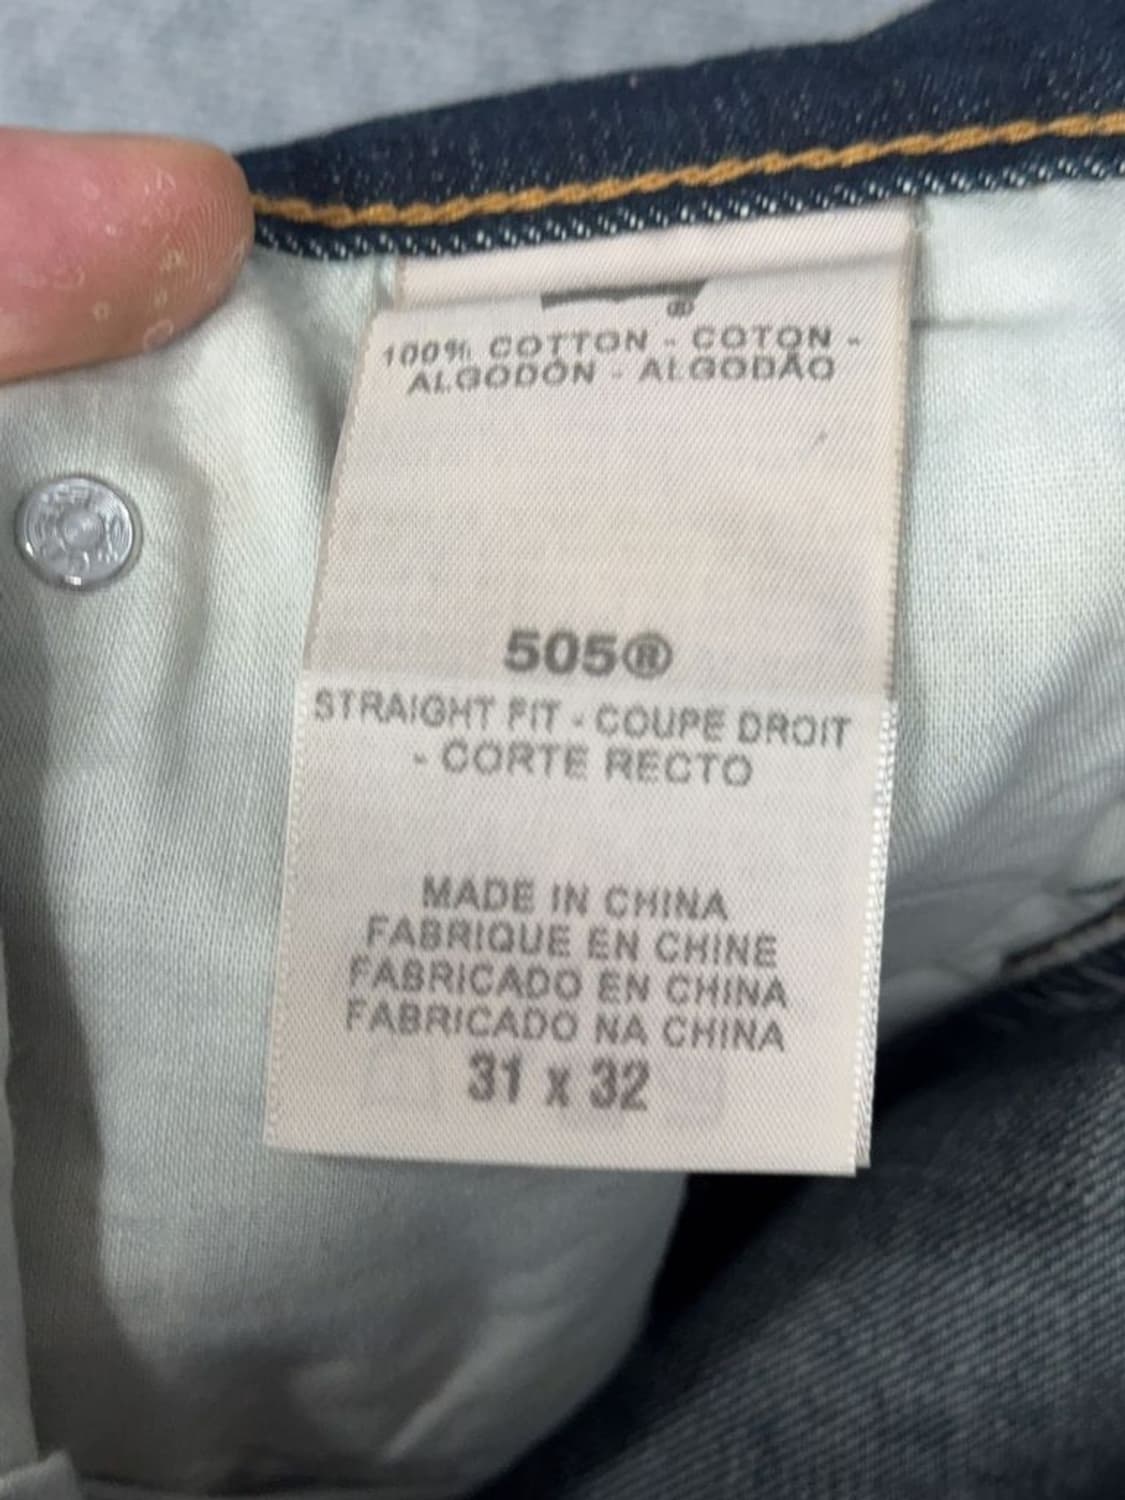 ®
100% COTTON - COTON -
ALGODÓN - ALGODÃO
505®
STRAIGHT FIT - COUPE DROIT
- CORTE RECTO
MADE IN CHINA
FABRIQUE EN CHINE
FABRICADO EN CHINA
FABRICADO NA CHINA
31 x 32